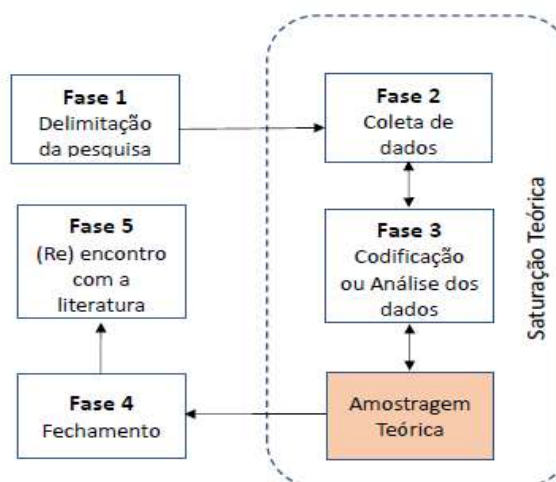 Fase 1
Delimitação
da pesquisa
Fase 2
Coleta de
dados
Fase 3
Codificação
ou Análise dos
dados
Amostragem
Teórica
Fase 4
Fechamento
Fase 5
(Re) encontro
com a
literatura
Saturação Teórica